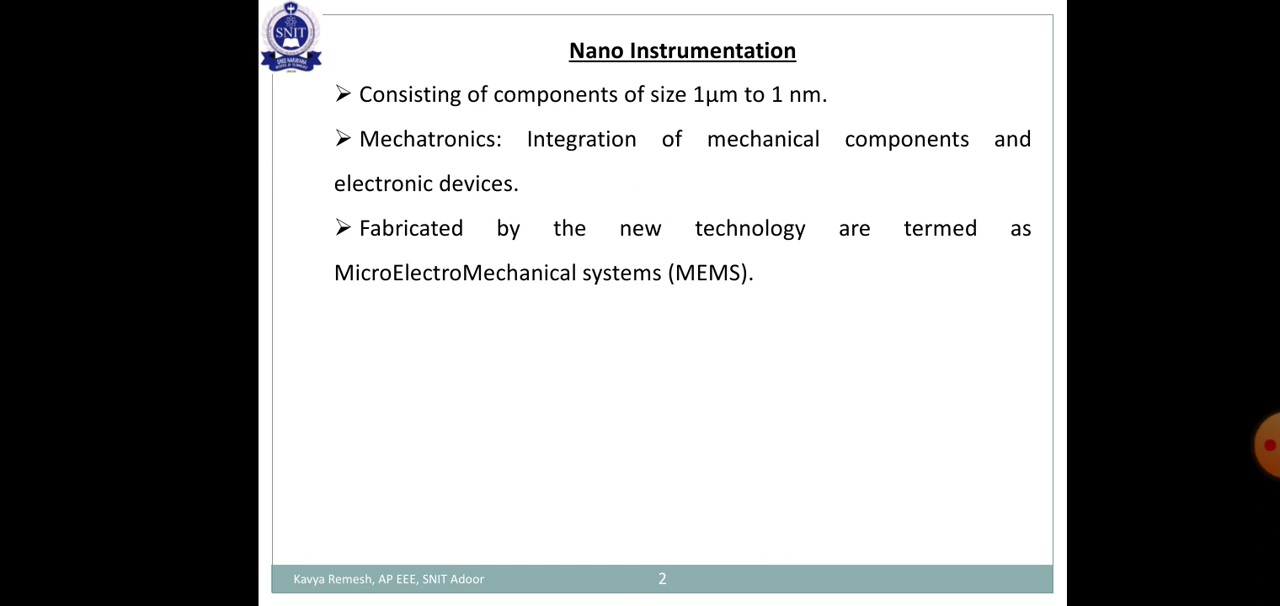 SNIT
Nano Instrumentation
➢ Consisting of components of size 1µm to 1 nm.
➢ Mechatronics: Integration of mechanical components and
electronic devices.
➢ Fabricated by the new technology are termed as
MicroElectroMechanical systems (MEMS).
Kavya Remesh, AP EEE, SNIT Adoor
2